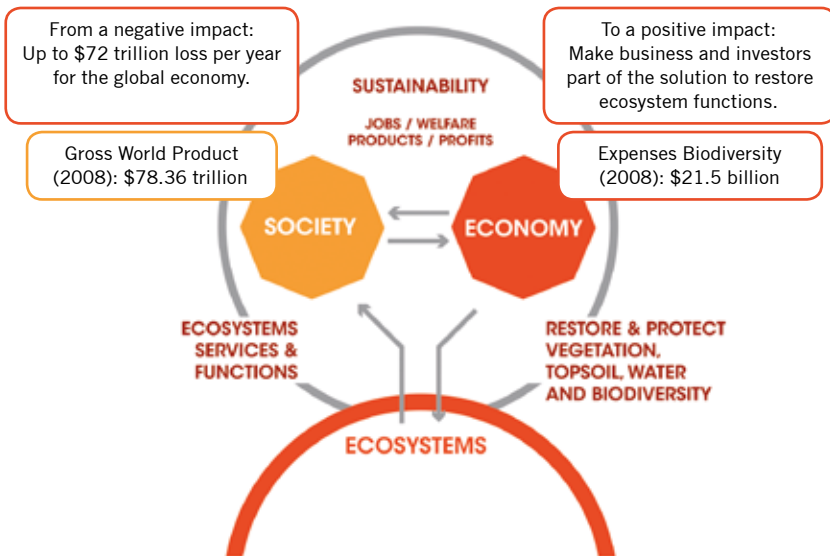 From a negative impact:
Up to $72 trillion loss per year
for the global economy.
To a positive impact:
Make business and investors
part of the solution to restore
ecosystem functions.
SUSTAINABILITY
JOBS / WELFARE
PRODUCTS / PROFITS
Gross World Product
(2008): $78.36 trillion
Expenses Biodiversity
(2008): $21.5 billion
SOCIETY
ECONOMY
ECOSYSTEMS
SERVICES &
FUNCTIONS
RESTORE & PROTECT
VEGETATION,
TOPSOIL, WATER
AND BIODIVERSITY
ECOSYSTEMS